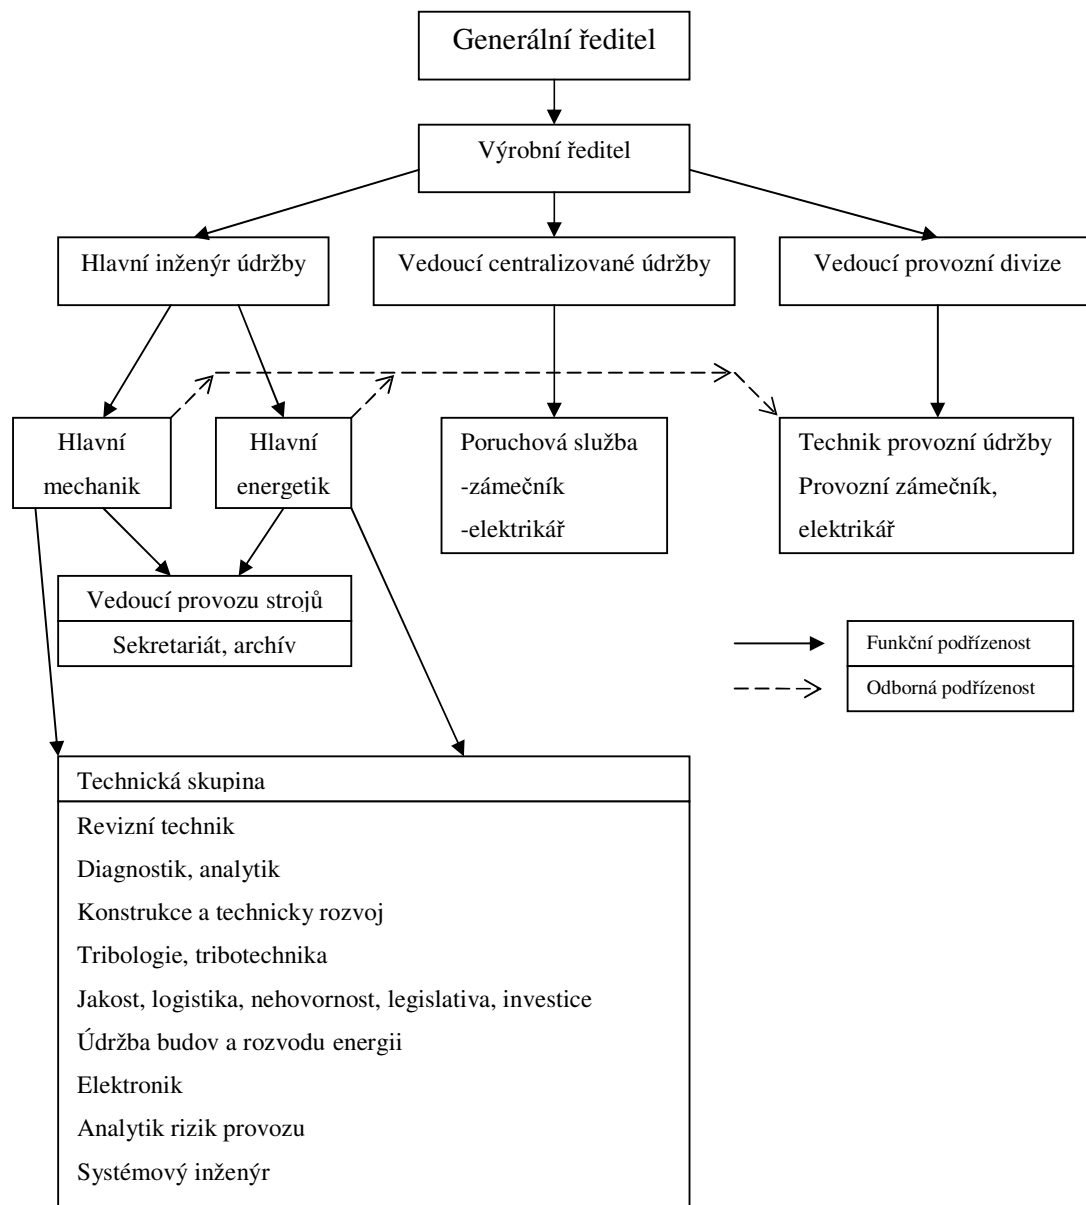 Generální ředitel
Výrobní ředitel
Hlavní inženýr údržby
Vedoucí centralizované údržby
Vedoucí provozní divize
Hlavní
mechanik
Hlavní
energetik
Poruchová služba
-zámečník
-elektrikář
Technik provozní údržby
Provozní zámečník,
elektrikář
Vedoucí provozu strojů
Sekretariát, archív
Funkční podřízenost
Odborná podřízenost
Technická skupina
Revizní technik
Diagnostik, analytik
Konstrukce a technicky rozvoj
Tribologie, tribotechnika
Jakost, logistika, nehovornost, legislativa, investice
Údržba budov a rozvodu energii
Elektronik
Analytik rizik provozu
Systémový inženýr